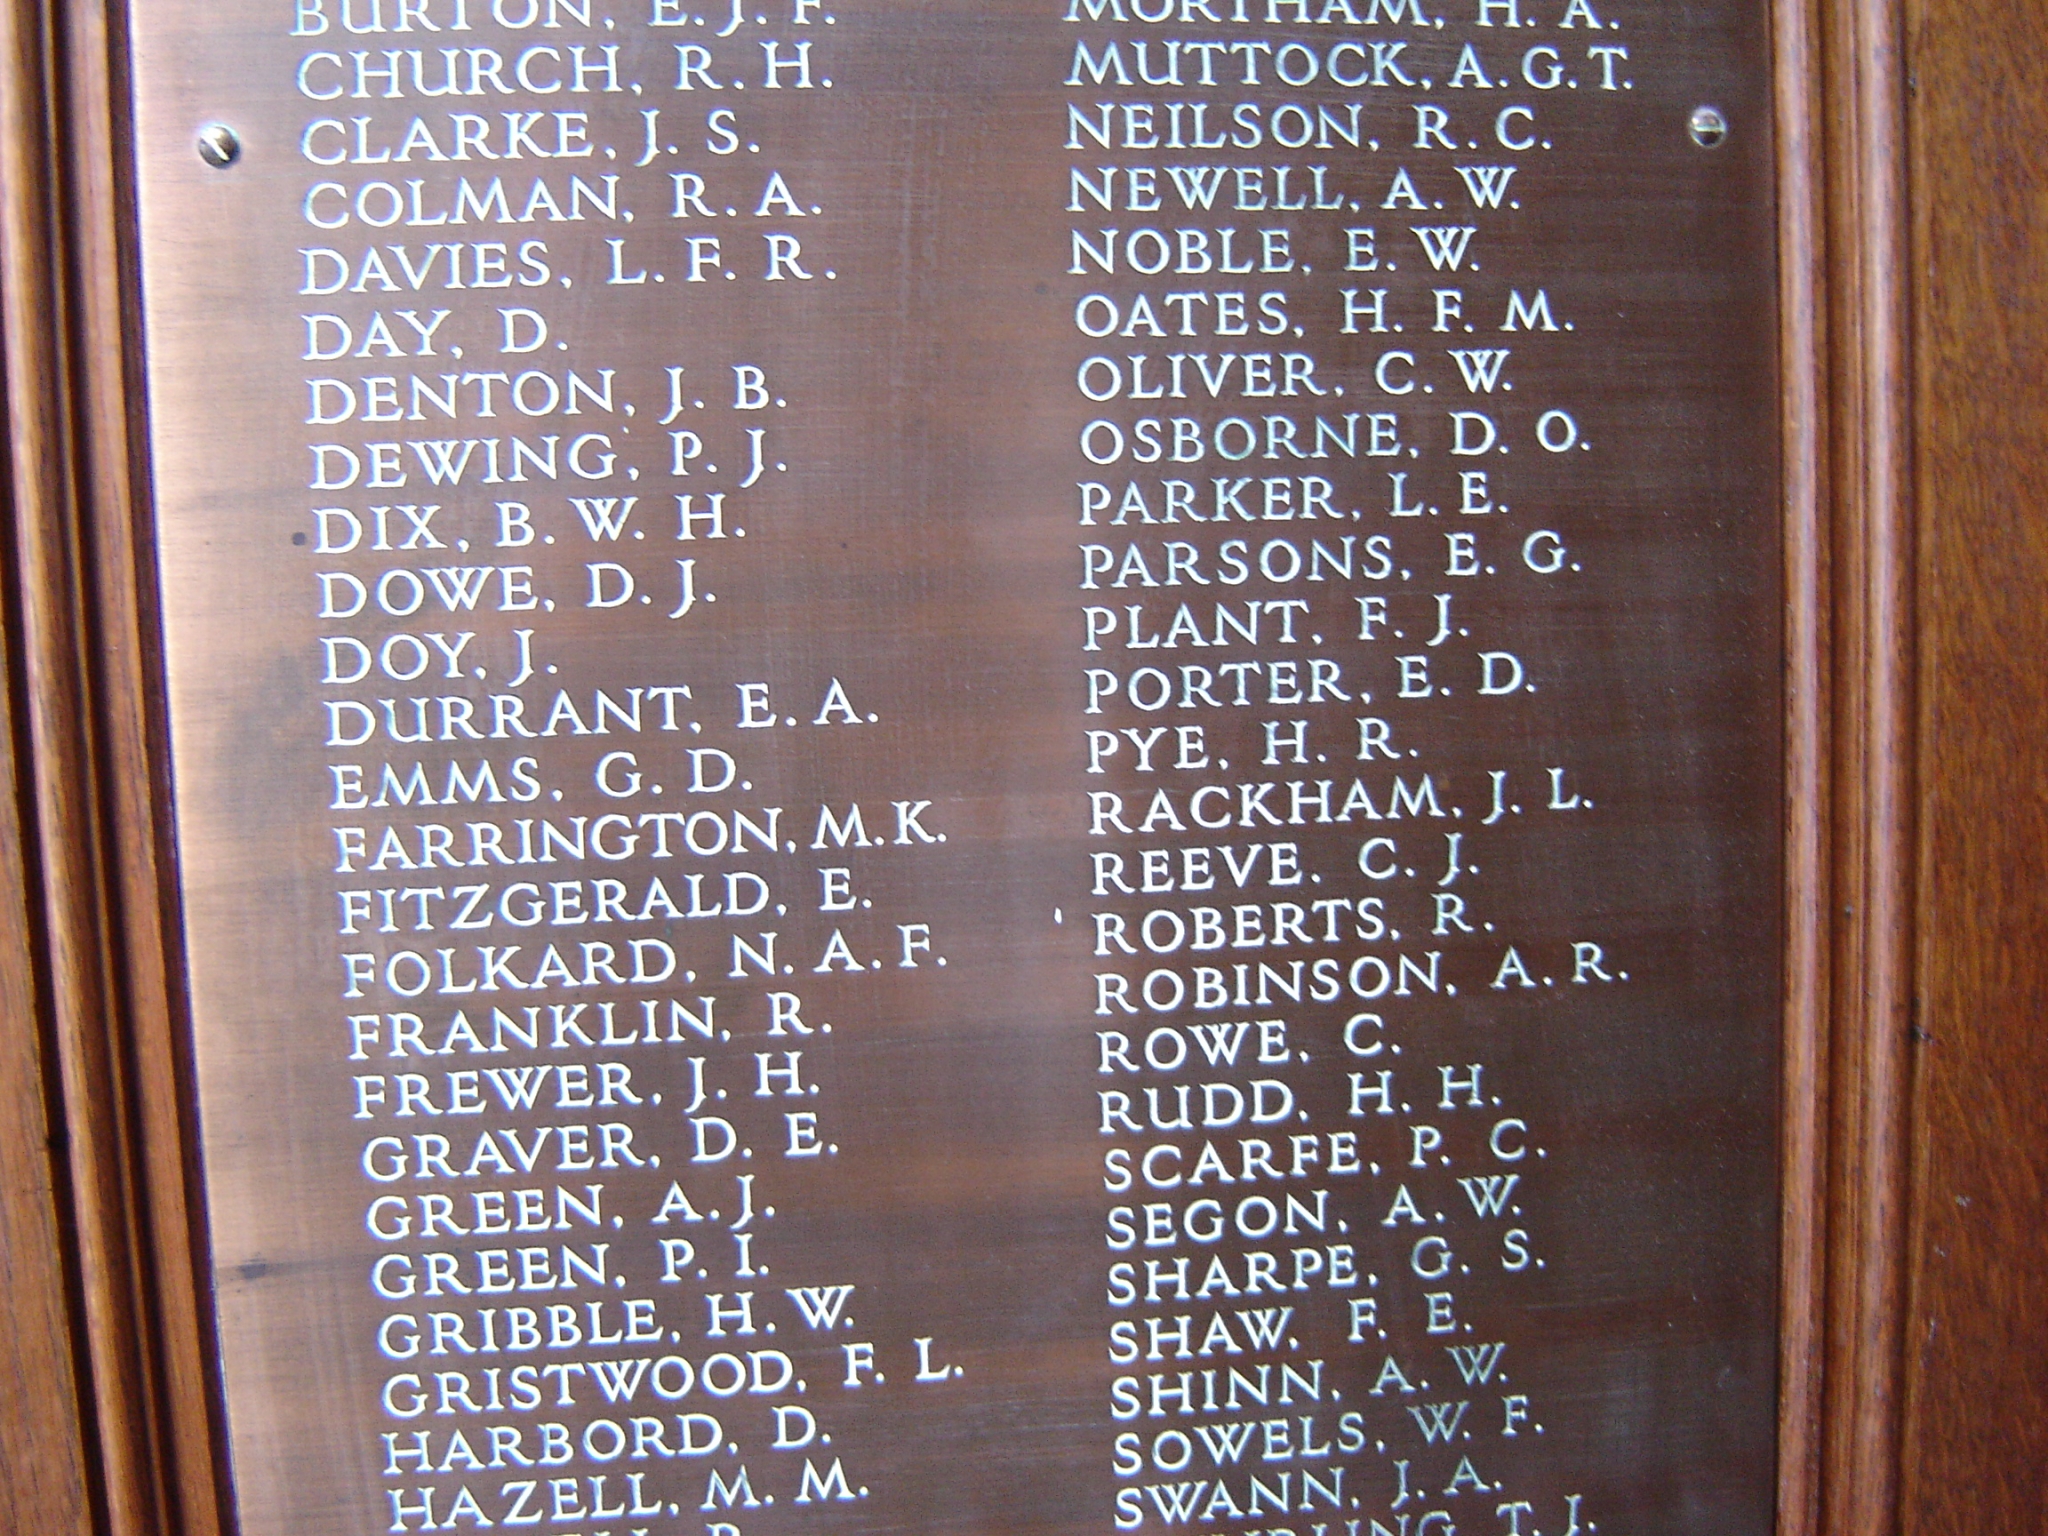 BURTON, E. J. F.
CHURCH, R. H.
CLARKE, J. S.
COLMAN, R. A.
DAVIES, L. F. R.
DAY, D.
DENTON, J. B.
DEWING, P. J.
DIX, B. W. H.
DOWE, D. J.
DOY, J.
DURRANT, E. A.
EMMS, G. D.
FARRINGTON, M. K.
FITZGERALD, E.
FOLKARD, N. A. F.
FRANKLIN, R.
FREWER, J. H.
GRAVER, D. E.
GREEN, A. J.
GREEN, P. I.
GRIBBLE, H. W.
GRISTWOOD, F. L.
HARBORD, D.
HAZELL, M. M.
MORTHAM, H. A.
MUTTOCK, A. G. T.
NEILSON, R. C.
NEWELL, A. W.
NOBLE, E. W.
OATES, H. F. M.
OLIVER, C. W.
OSBORNE, D. O.
PARKER, L. E.
PARSONS, E. G.
PLANT, F. J.
PORTER, E. D.
PYE, H. R.
RACKHAM, J. L.
REEVE, C. J.
ROBERTS, R.
ROBINSON, A. R.
ROWE, C.
RUDD, H. H.
SCARFE, P. C.
SEGON, A. W.
SHARPE, G. S.
SHAW, F. E.
SHINN, A. W.
SOWELS, W. F.
SWANN, J. A.
T. J.